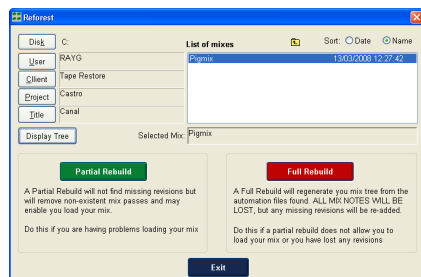 Reforest
Disk C: List of mixes Sort: Date Name
User RAYG Pigmix 13/03/2008 12:27:42
Client Tape Restore
Project Castro
Title Canal
Display Tree Selected Mix: Pigmix
Partial Rebuild
A Partial Rebuild will not find missing revisions but
will remove non-existent mix passes and may
enable you load your mix.
Do this if you are having problems loading your mix
Full Rebuild
A Full Rebuild will regenerate you mix tree from the
automation files found. ALL MIX NOTES WILL BE
LOST, but any missing revisions will be re-added.
Do this if a partial rebuild does not allow you to
load your mix or you have lost any revisions
Exit